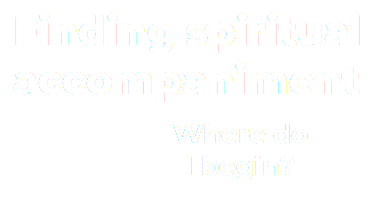 Finding spiritual
accompaniment
Where do
I begin?